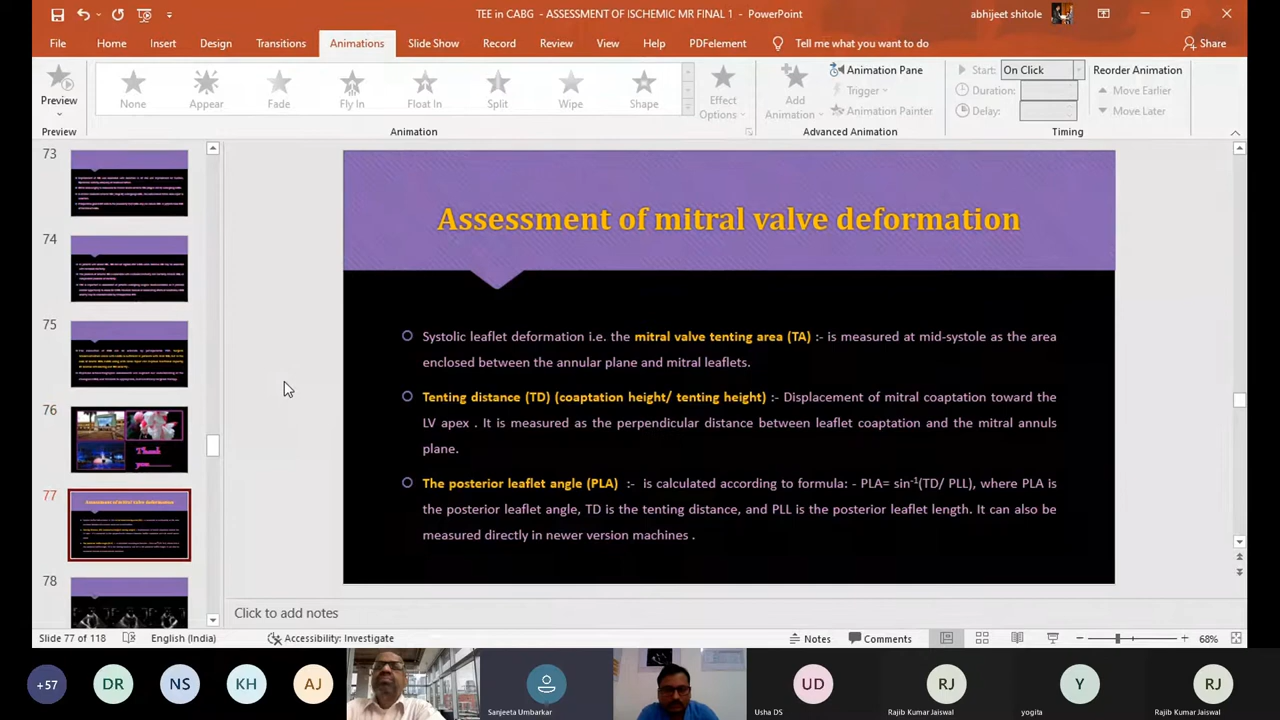 TEE in CABG - ASSESSMENT OF ISCHEMIC MR FINAL 1 - PowerPoint
abhijeet shitole
File Home Insert Design Transitions Animations Slide Show Record Review View Help PDFelement Tell me what you want to do Share
Preview
None Appear Fade Fly In Float In Split Wipe Shape
Effect Options
Add Animation
Animation Pane
Trigger
Animation Painter
Start: On Click
Duration:
Delay:
Reorder Animation
Move Earlier
Move Later
Preview Animation Advanced Animation Timing
73
74
75
76
Thank
you
77
78
Assessment of mitral valve deformation
Systolic leaflet deformation i.e. the mitral valve tenting area (TA) :- is measured at mid-systole as the area
enclosed between the annular plane and mitral leaflets.
Tenting distance (TD) (coaptation height/ tenting height) :- Displacement of mitral coaptation toward the
LV apex . It is measured as the perpendicular distance between leaflet coaptation and the mitral annuls
plane.
The posterior leaflet angle (PLA) :- is calculated according to formula: - PLA= sin-1(TD/ PLL), where PLA is
the posterior leaflet angle, TD is the tenting distance, and PLL is the posterior leaflet length. It can also be
measured directly in newer version machines .
Click to add notes
Slide 77 of 118 English (India) Accessibility: Investigate Notes Comments 68%
+57 DR NS KH AJ UD RJ Y RJ
Sanjeeta Umbarkar Usha DS Rajib Kumar Jaiswal yogita Rajib Kumar Jaiswal